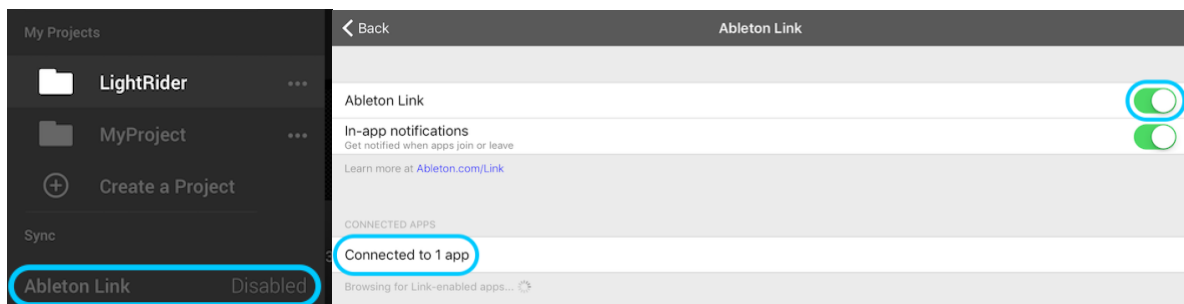 My Projects
LightRider
MyProject
Create a Project
Sync
Ableton Link Disabled
Back
Ableton Link
Ableton Link
In-app notifications
Get notified when apps join or leave
Learn more at Ableton.com/Link
CONNECTED APPS
Connected to 1 app
Browsing for Link-enabled apps...